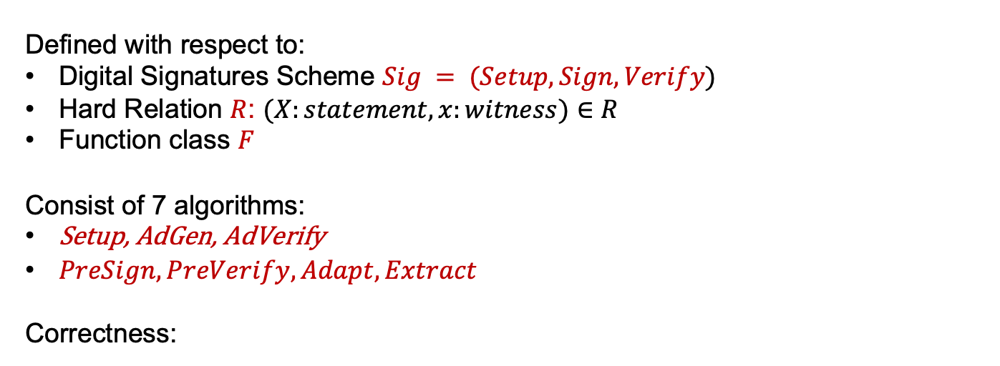 Defined with respect to:
• Digital Signatures Scheme Sig = (Setup, Sign, Verify)
• Hard Relation R: (X: statement, x: witness) ∈ R
• Function class F
Consist of 7 algorithms:
• Setup, AdGen, AdVerify
• PreSign, PreVerify, Adapt, Extract
Correctness: